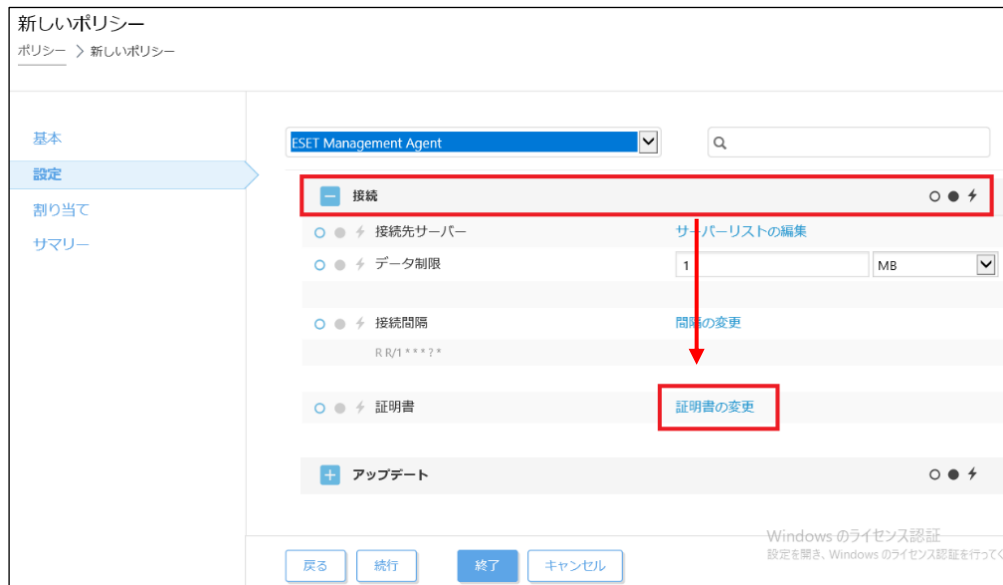 新しいポリシー
ポリシー > 新しいポリシー
基本
設定
割り当て
サマリー
ESET Management Agent
接続
接続先サーバー サーバーリストの編集
データ制限 1 MB
接続間隔 間隔の変更
R R/1 * * * ? *
証明書 証明書の変更
アップデート
Windows のライセンス認証
設定を開き、Windows のライセンス認証を行ってく
戻る 続行 終了 キャンセル